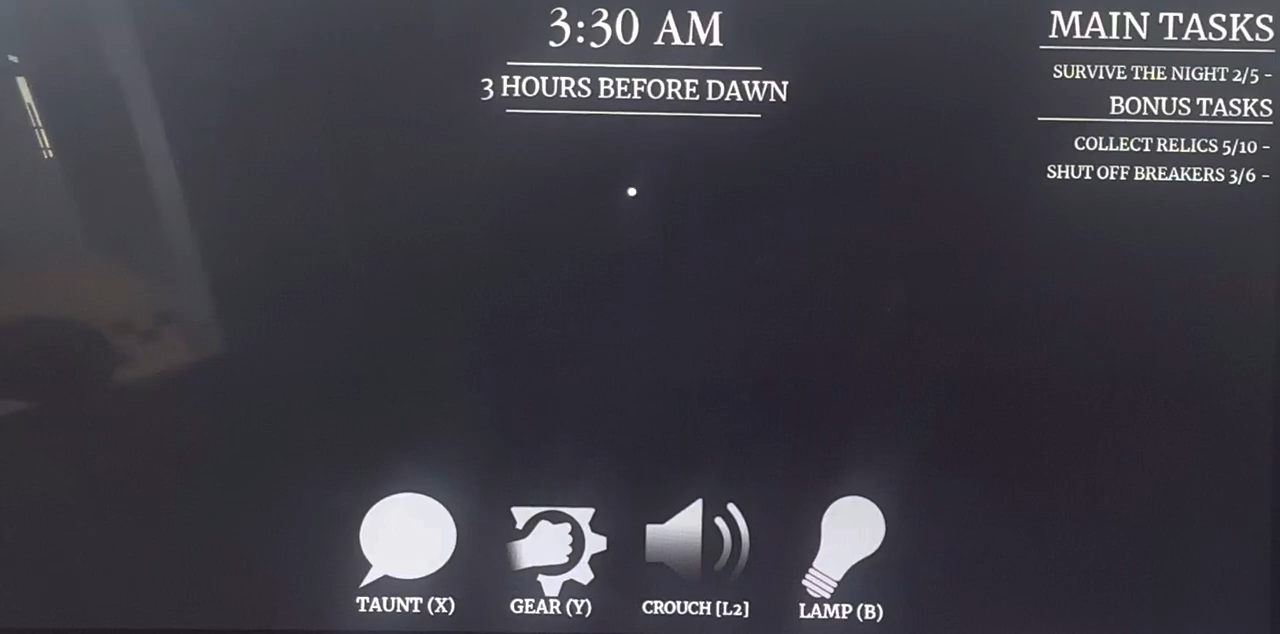 3:30 AM
3 HOURS BEFORE DAWN
MAIN TASKS
SURVIVE THE NIGHT 2/5 -
BONUS TASKS
COLLECT RELICS 5/10 -
SHUT OFF BREAKERS 3/6 -
TAUNT (X)
GEAR (Y)
CROUCH [L2]
LAMP (B)